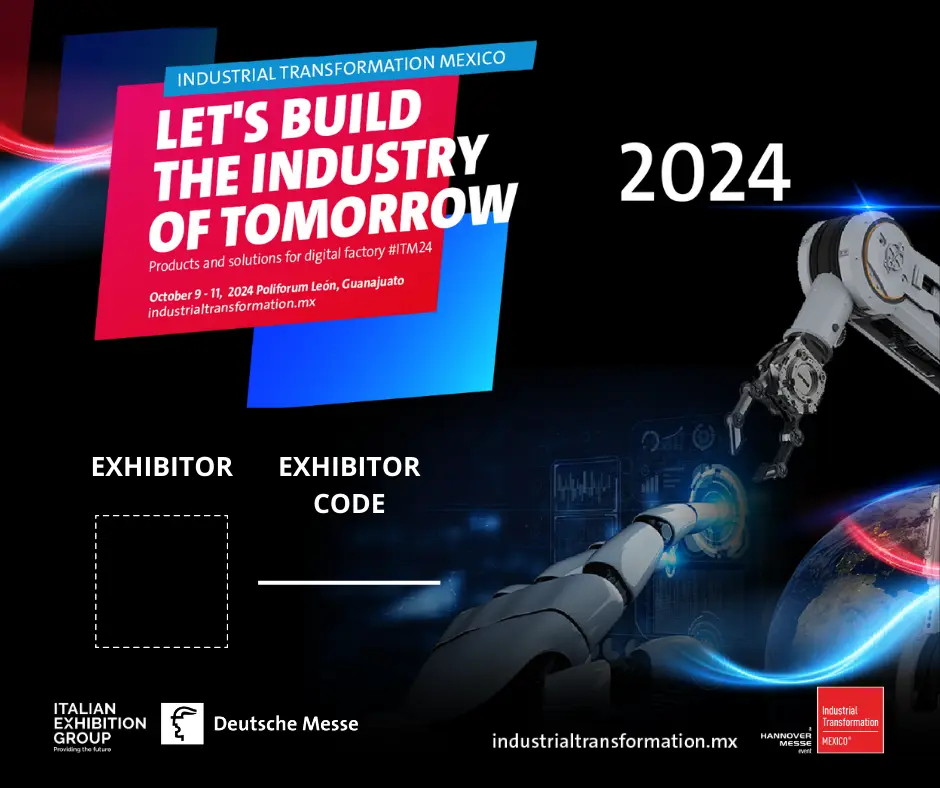 INDUSTRIAL TRANSFORMATION MEXICO
LET'S BUILD
THE INDUSTRY
OF TOMORROW
Products and solutions for digital factory #ITM24
October 9 - 11, 2024 Poliforum León, Guanajuato
industrialtransformation.mx
2024
EXHIBITOR
EXHIBITOR
CODE
ITALIAN
EXHIBITION
GROUP
Providing the future
Deutsche Messe
industrialtransformation.mx
HANNOVER
MESSE
event
Industrial
Transformation
MEXICO®